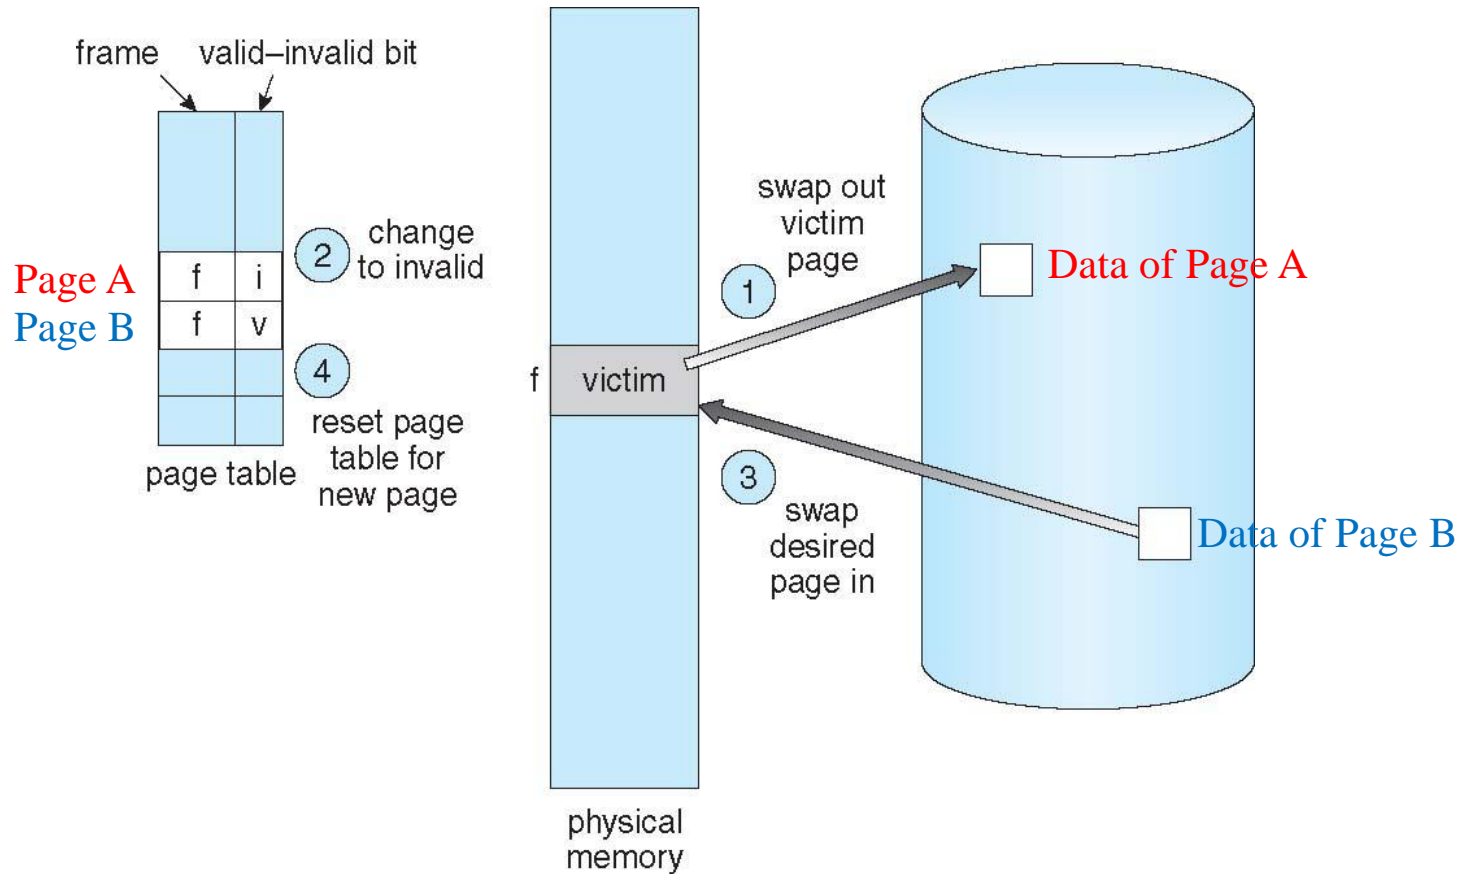 frame
valid–invalid bit
2
change
to invalid
Page A
f
i
Page B
f
v
4
reset page
table for
new page
page table
f
victim
physical
memory
swap out
victim
page
1
3
swap
desired
page in
Data of Page A
Data of Page B